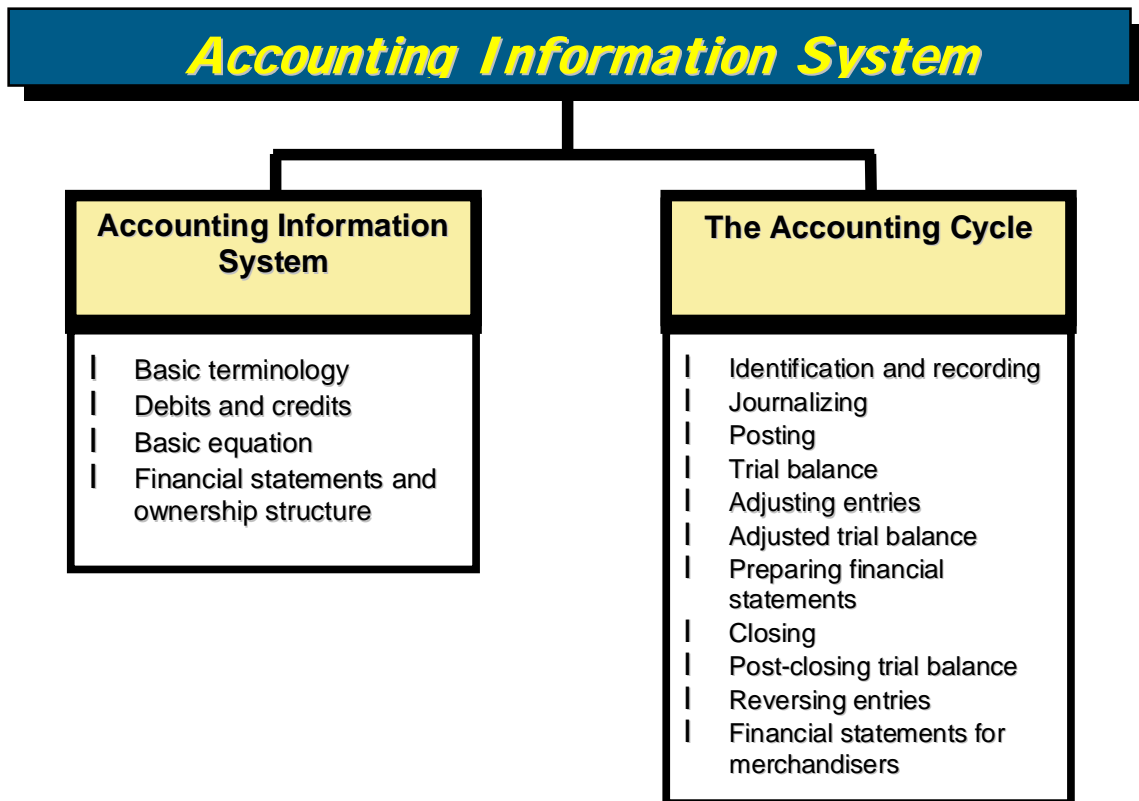 Accounting Information System
Accounting Information
System
l Basic terminology
l Debits and credits
l Basic equation
l Financial statements and
ownership structure
The Accounting Cycle
l Identification and recording
l Journalizing
l Posting
l Trial balance
l Adjusting entries
l Adjusted trial balance
l Preparing financial
statements
l Closing
l Post-closing trial balance
l Reversing entries
l Financial statements for
merchandisers